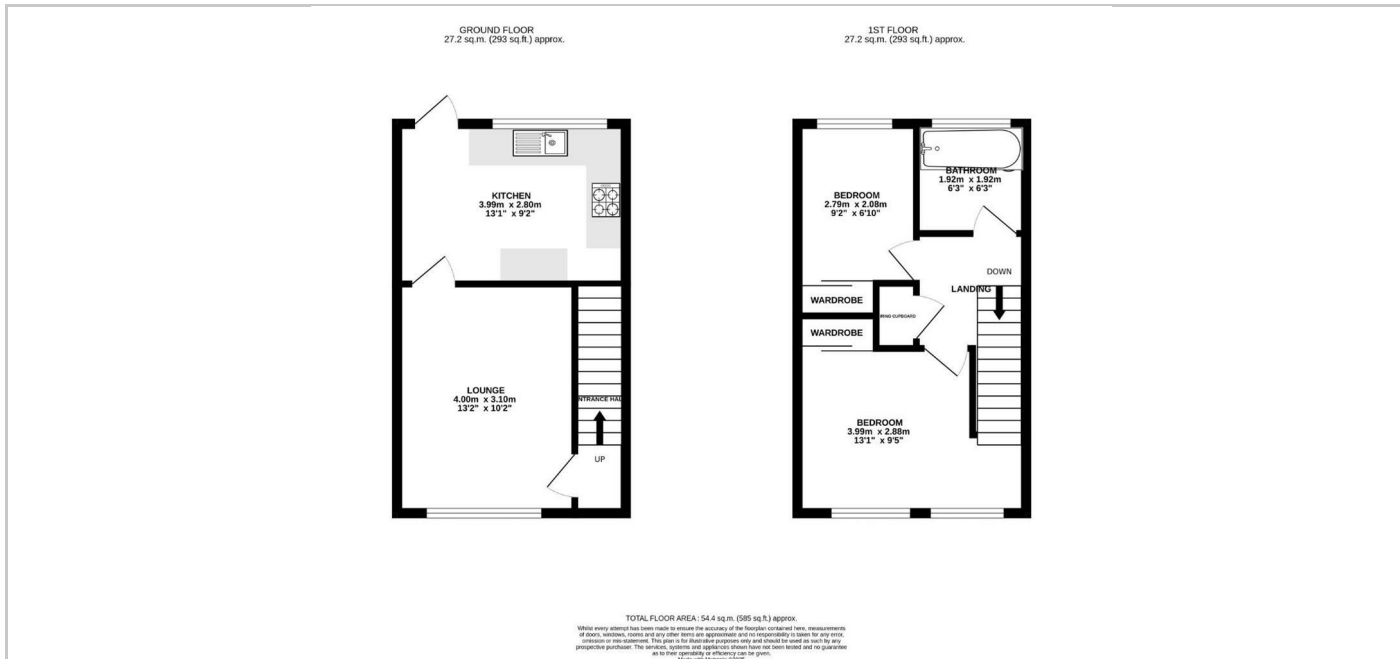 GROUND FLOOR
27.2 sq.m. (293 sq.ft.) approx.
1ST FLOOR
27.2 sq.m. (293 sq.ft.) approx.
KITCHEN
3.99m x 2.80m
13'1" x 9'2"
LOUNGE
4.00m x 3.10m
13'2" x 10'2"
NTRANCE HAL
UP
BEDROOM
2.79m x 2.08m
9'2" x 6'10"
BATHROOM
1.92m x 1.92m
6'3" x 6'3"
DOWN
LANDING
WARDROBE
RING CUPBOARD
WARDROBE
BEDROOM
3.99m x 2.88m
13'1" x 9'5"
TOTAL FLOOR AREA : 54.4 sq.m. (585 sq.ft.) approx.
Whilst every attempt has been made to ensure the accuracy of the floorplan contained here, measurements
of doors, windows, rooms and any other items are approximate and no responsibility is taken for any error,
omission or mis-statement. This plan is for illustrative purposes only and should be used as such by any
prospective purchaser. The services, systems and appliances shown have not been tested and no guarantee
as to their operability or efficiency can be given.
Made with Metropix